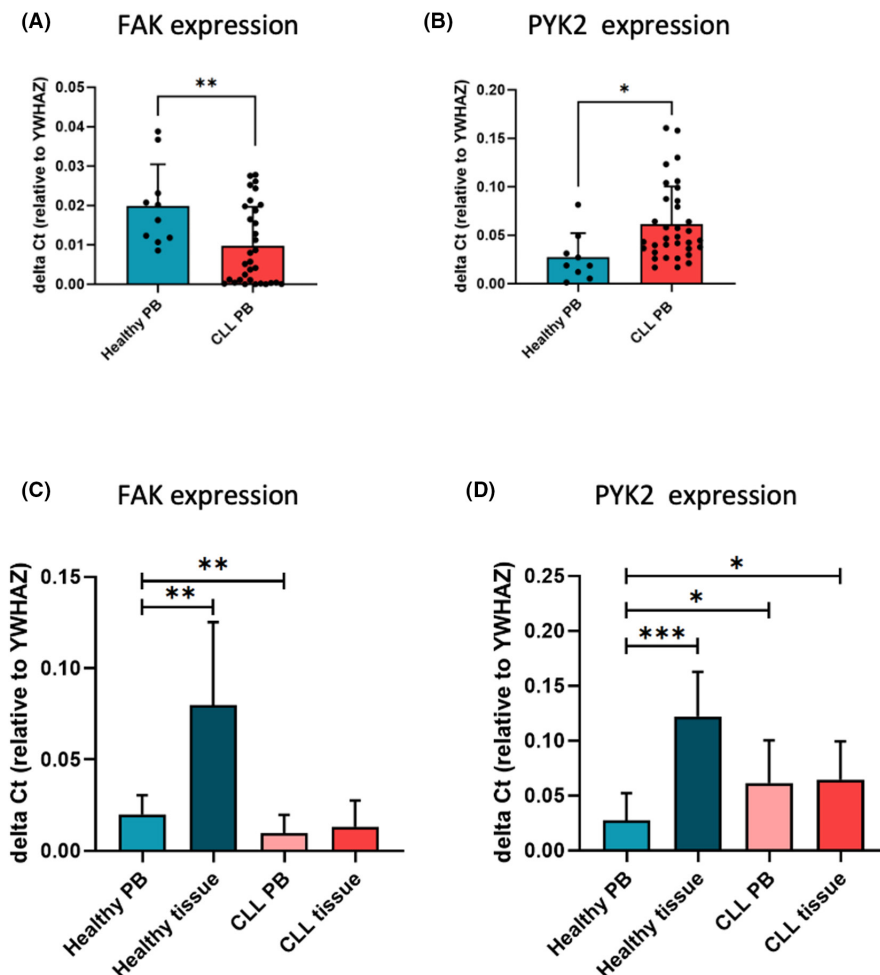 (A) FAK expression
delta Ct (relative to YWHAZ)
0.05
0.04
0.03
0.02
0.01
0.00
**
Healthy PB
CLL PB
(B) PYK2 expression
delta Ct (relative to YWHAZ)
0.20
0.15
0.10
0.05
0.00
*
Healthy PB
CLL PB
(C) FAK expression
delta Ct (relative to YWHAZ)
0.15
0.10
0.05
0.00
**
**
Healthy PB
Healthy tissue
CLL PB
CLL tissue
(D) PYK2 expression
delta Ct (relative to YWHAZ)
0.25
0.20
0.15
0.10
0.05
0.00
*
*
***
Healthy PB
Healthy tissue
CLL PB
CLL tissue